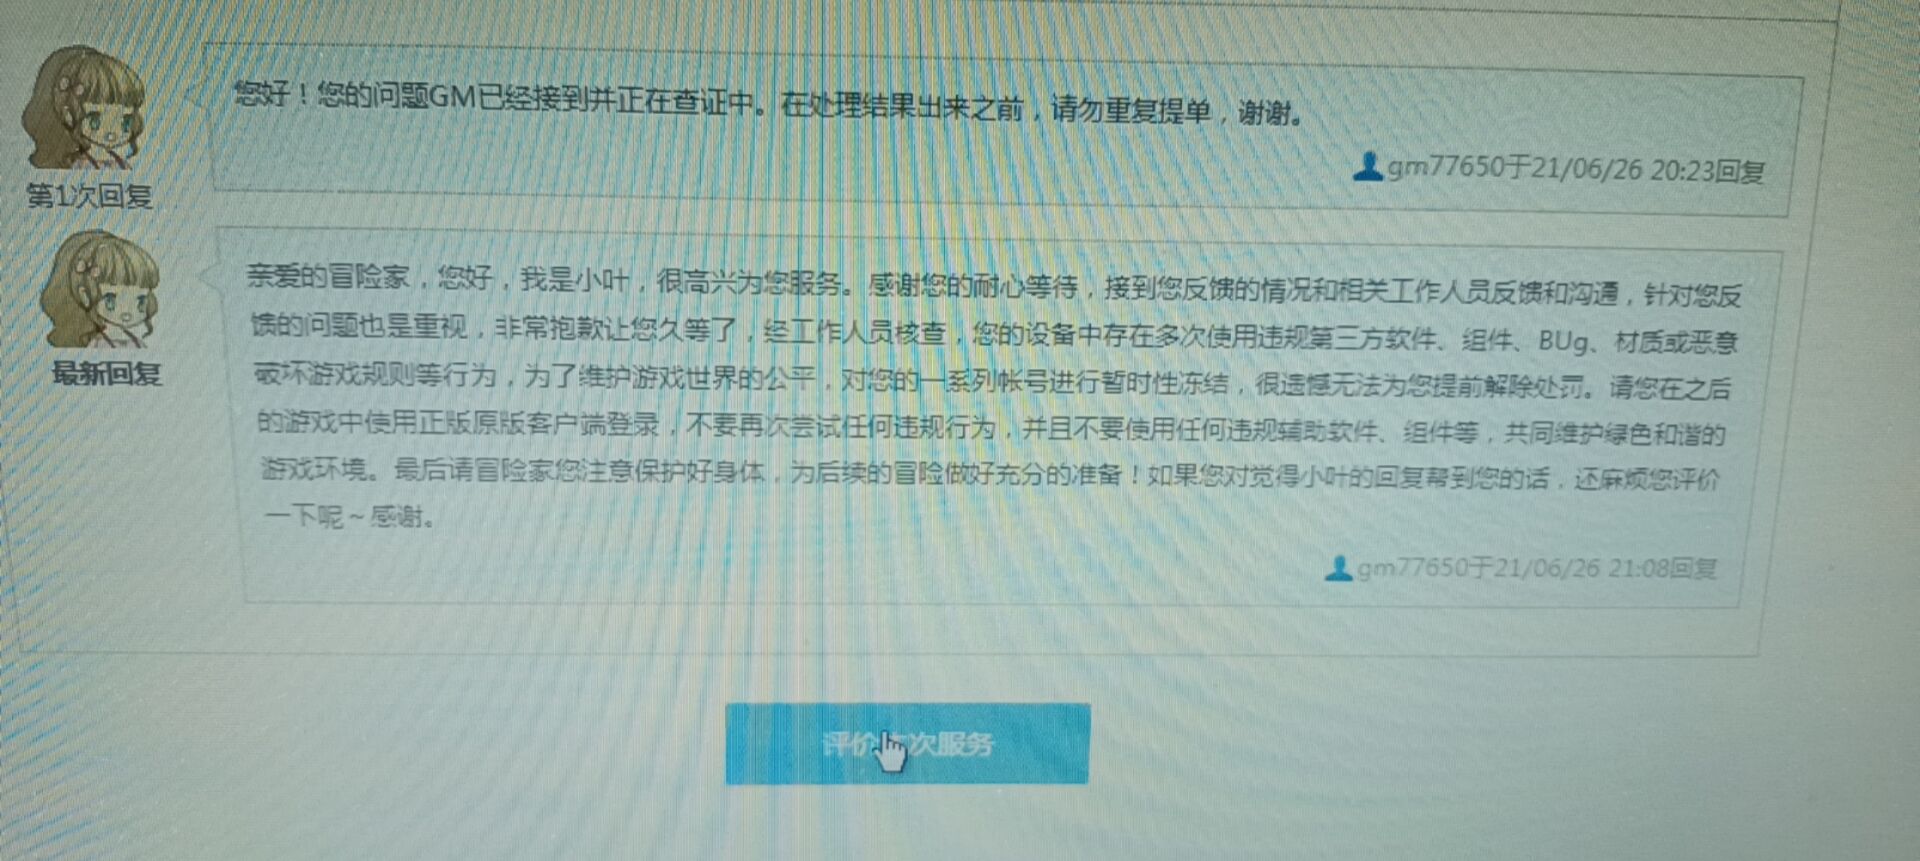 您好！您的问题GM已经接到并正在查证中。在处理结果出来之前，请勿重复提单，谢谢。
gm77650于21/06/26 20:23回复
第1次回复
亲爱的冒险家，您好，我是小叶，很高兴为您服务。感谢您的耐心等待，接到您反馈的情况和相关工作人员反馈和沟通，针对您反
馈的问题也是重视，非常抱歉让您久等了，经工作人员核查，您的设备中存在多次使用违规第三方软件、组件、BUg、材质或恶意
破坏游戏规则等行为，为了维护游戏世界的公平，对您的一系列帐号进行暂时性冻结，很遗憾无法为您提前解除处罚。请您在之后
的游戏中使用正版原版客户端登录，不要再次尝试任何违规行为，并且不要使用任何违规辅助软件、组件等，共同维护绿色和谐的
游戏环境。最后请冒险家您注意保护好身体，为后续的冒险做好充分的准备！如果您对觉得小叶的回复帮到您的话，还麻烦您评价
一下呢～感谢。
最新回复
gm77650于21/06/26 21:08回复
评价 次服务